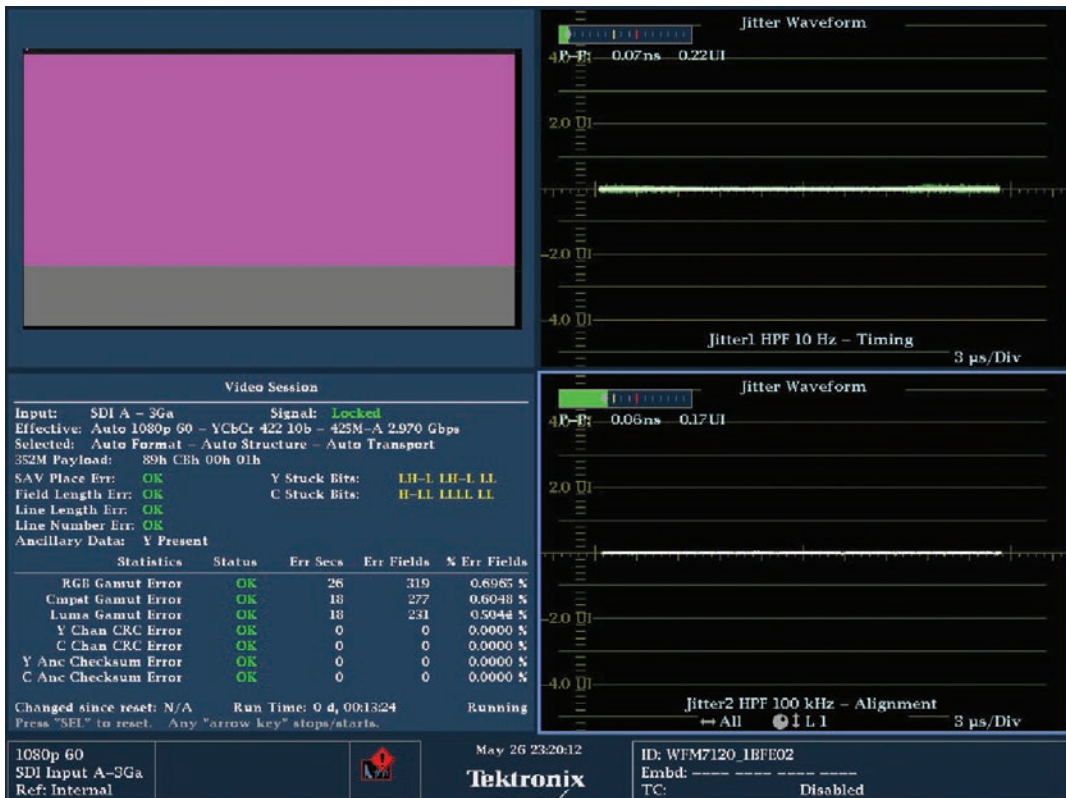 Jitter Waveform
4.0 UI
P-P: 0.07ns 0.22UI
2.0 UI
-2.0 UI
-4.0 UI
Jitter1 HPF 10 Hz – Timing
3 µs/Div
Video Session
Input: SDI A – 3Ga Signal: Locked
Effective: Auto 1080p 60 – YCbCr 422 10b – 425M-A 2.970 Gbps
Selected: Auto Format – Auto Structure – Auto Transport
352M Payload: 89h CBh 00h 01h
SAV Place Err: OK Y Stuck Bits: LH-L LH-L LL
Field Length Err: OK C Stuck Bits: H-LL LLLL LL
Line Length Err: OK
Line Number Err: OK
Ancillary Data: Y Present
Statistics Status Err Secs Err Fields % Err Fields
RGB Gamut Error OK 26 319 0.6965 %
Cmpst Gamut Error OK 18 277 0.6048 %
Luma Gamut Error OK 18 231 0.5044 %
Y Chan CRC Error OK 0 0 0.0000 %
C Chan CRC Error OK 0 0 0.0000 %
Y Anc Checksum Error OK 0 0 0.0000 %
C Anc Checksum Error OK 0 0 0.0000 %
Changed since reset: N/A Run Time: 0 d, 00:13:24 Running
Press "SEL" to reset. Any "arrow key" stops/starts.
Jitter Waveform
4.0 UI
P-P: 0.06ns 0.17UI
2.0 UI
-2.0 UI
-4.0 UI
Jitter2 HPF 100 kHz – Alignment
All L 1 3 µs/Div
1080p 60
SDI Input A-3Ga
Ref: Internal
May 26 23:20:12
Tektronix
ID: WFM7120_1BFE02
Embd: ---- ---- ---- ----
TC: Disabled